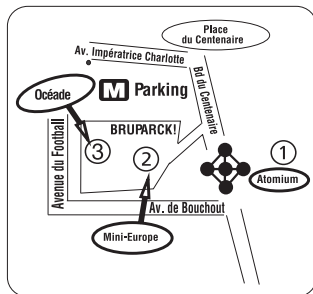 Place
du Centenaire
Av. Impératrice Charlotte
Bd du Centenaire
Océade
M Parking
BRUPARCK!
Avenue du Football
3
2
1
Atomium
Av. de Bouchout
Mini-Europe